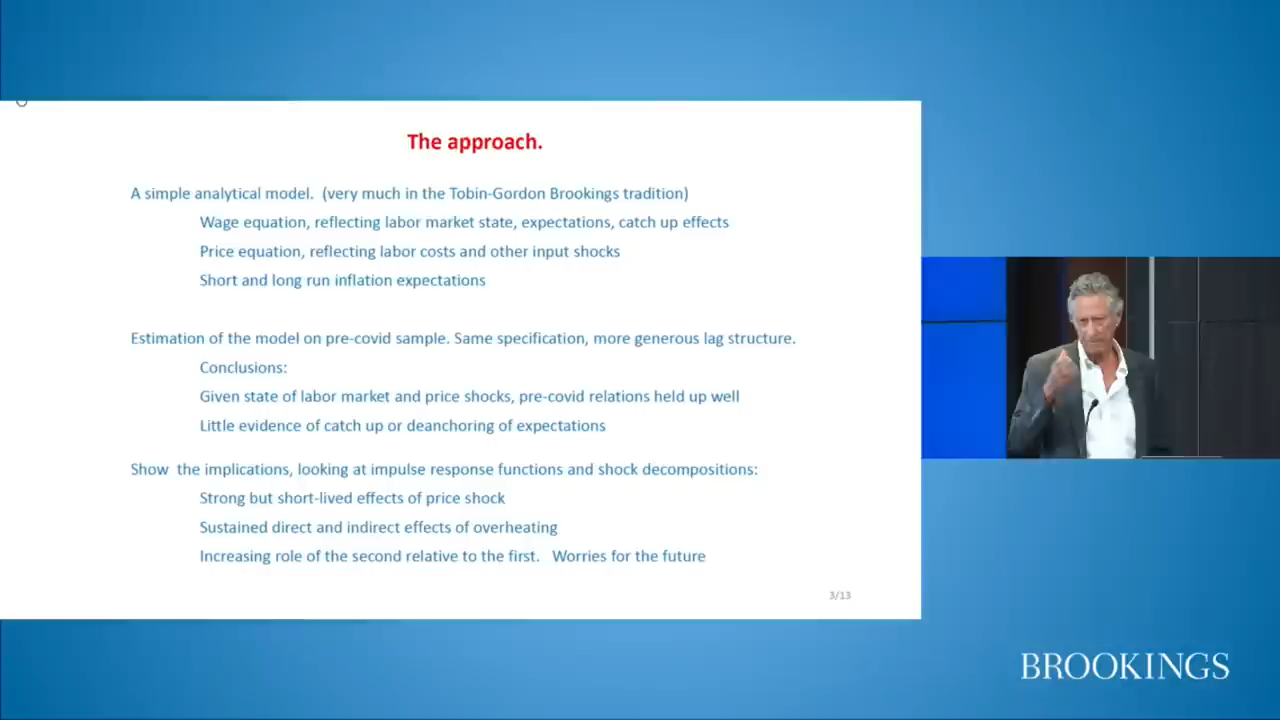 The approach.
A simple analytical model. (very much in the Tobin-Gordon Brookings tradition)
Wage equation, reflecting labor market state, expectations, catch up effects
Price equation, reflecting labor costs and other input shocks
Short and long run inflation expectations
Estimation of the model on pre-covid sample. Same specification, more generous lag structure.
Conclusions:
Given state of labor market and price shocks, pre-covid relations held up well
Little evidence of catch up or deanchoring of expectations
Show the implications, looking at impulse response functions and shock decompositions:
Strong but short-lived effects of price shock
Sustained direct and indirect effects of overheating
Increasing role of the second relative to the first. Worries for the future
3/13
BROOKINGS